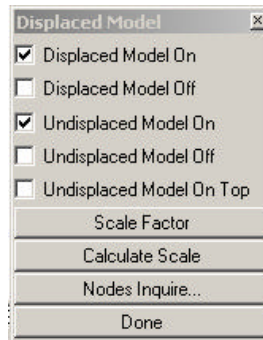 Displaced Model
Displaced Model On
Displaced Model Off
Undisplaced Model On
Undisplaced Model Off
Undisplaced Model On Top
Scale Factor
Calculate Scale
Nodes Inquire...
Done